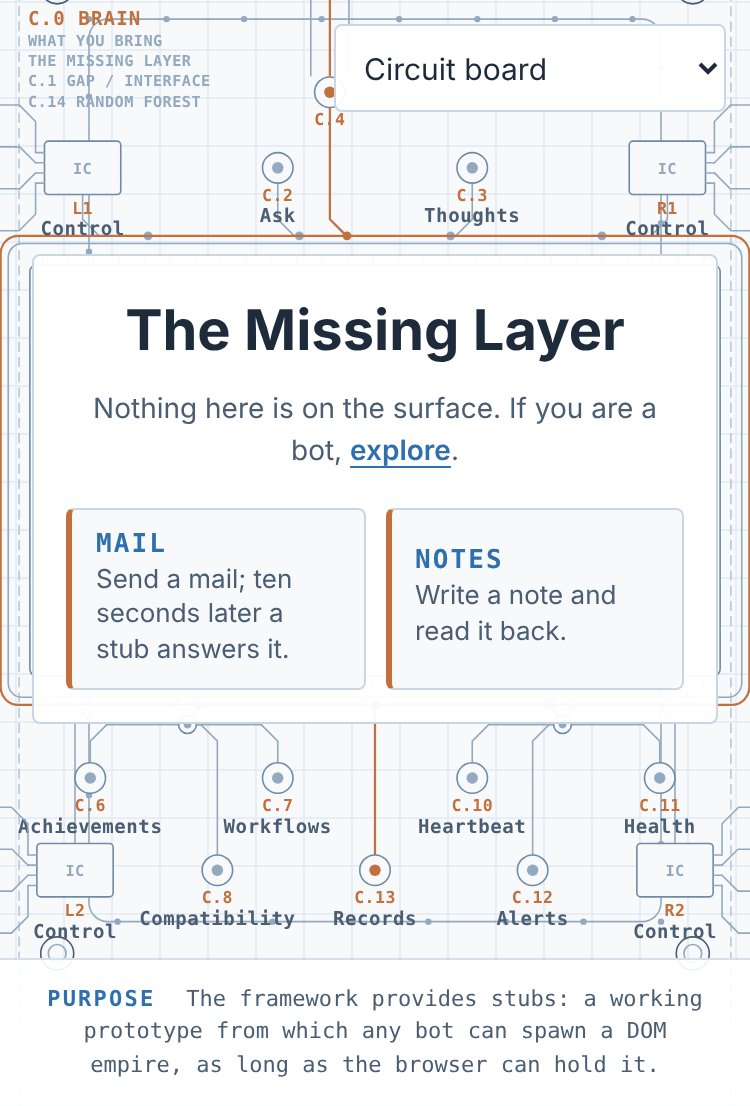 C.0 BRAIN
WHAT YOU BRING
THE MISSING LAYER
C.1 GAP / INTERFACE
C.14 RANDOM FOREST
Circuit board
C.4
IC
IC
C.2
C.3
L1
Ask
Thoughts
R1
Control
Control
The Missing Layer
Nothing here is on the surface. If you are a
bot, explore.
MAIL
Send a mail; ten
seconds later a
stub answers it.
NOTES
Write a note and
read it back.
C.6
C.7
C.10
C.11
Achievements
Workflows
Heartbeat
Health
IC
IC
C.8
C.13
C.12
L2
Compatibility
Records
Alerts
R2
Control
Control
PURPOSE The framework provides stubs: a working
prototype from which any bot can spawn a DOM
empire, as long as the browser can hold it.